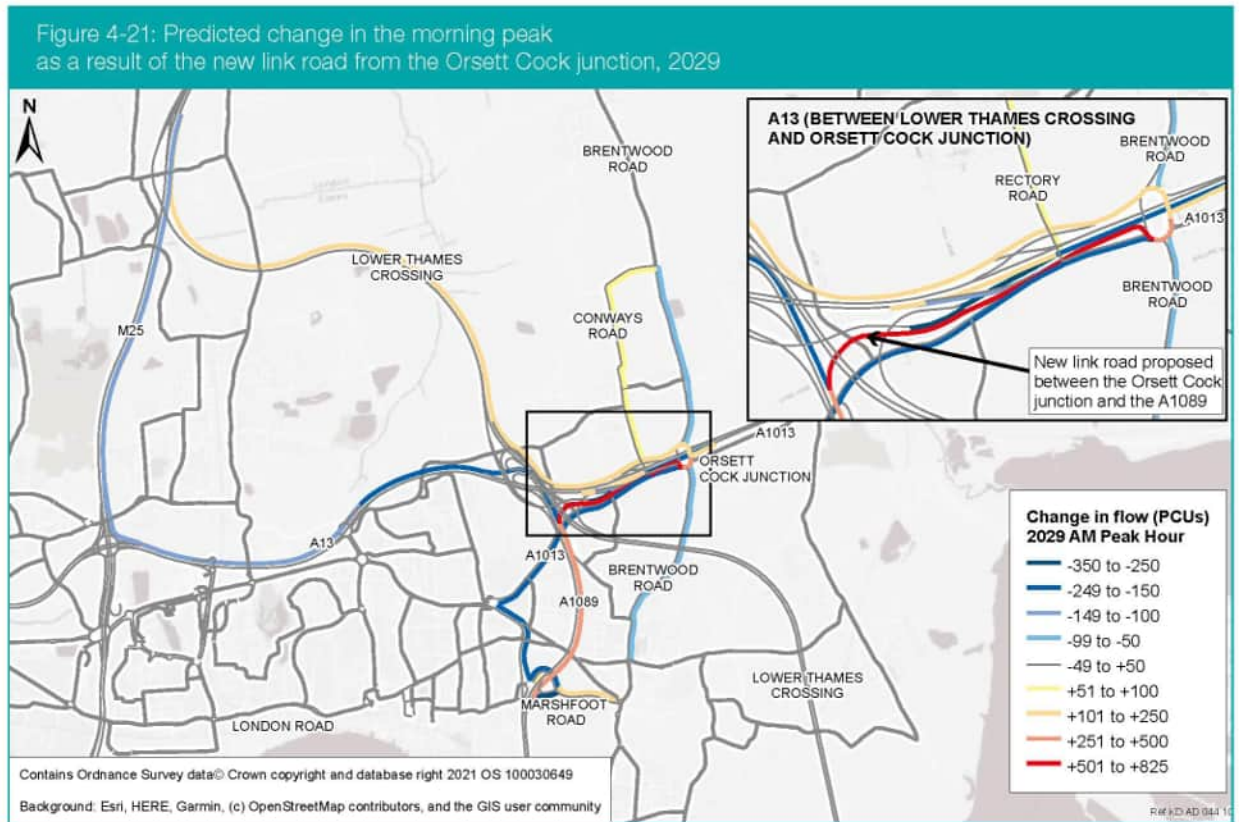 Figure 4-21: Predicted change in the morning peak
as a result of the new link road from the Orsett Cock junction, 2029
N
A13 (BETWEEN LOWER THAMES CROSSING
AND ORSETT COCK JUNCTION)
BRENTWOOD
ROAD
RECTORY
ROAD
A1013
BRENTWOOD
ROAD
New link road proposed
between the Orsett Cock
junction and the A1089
BRENTWOOD
ROAD
LOWER THAMES
CROSSING
M25
CONWAYS
ROAD
A1013
ORSETT
COCK JUNCTION
A13
A1013
BRENTWOOD
ROAD
A1089
LOWER THAMES
CROSSING
MARSHFOOT
ROAD
LONDON ROAD
Change in flow (PCUs)
2029 AM Peak Hour
-350 to -250
-249 to -150
-149 to -100
-99 to -50
-49 to +50
+51 to +100
+101 to +250
+251 to +500
+501 to +825
Contains Ordnance Survey data© Crown copyright and database right 2021 OS 100030649
Background: Esri, HERE, Garmin, (c) OpenStreetMap contributors, and the GIS user community